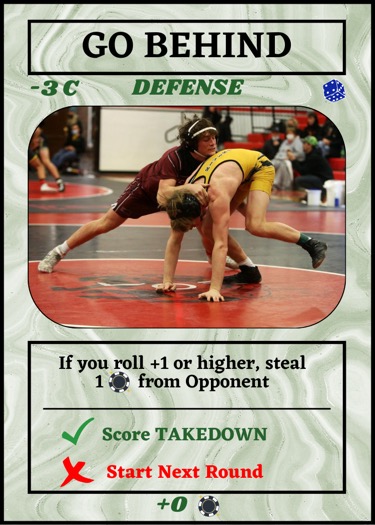 GO BEHIND
-3 C DEFENSE
If you roll +1 or higher, steal
1 from Opponent
Score TAKEDOWN
Start Next Round
+0